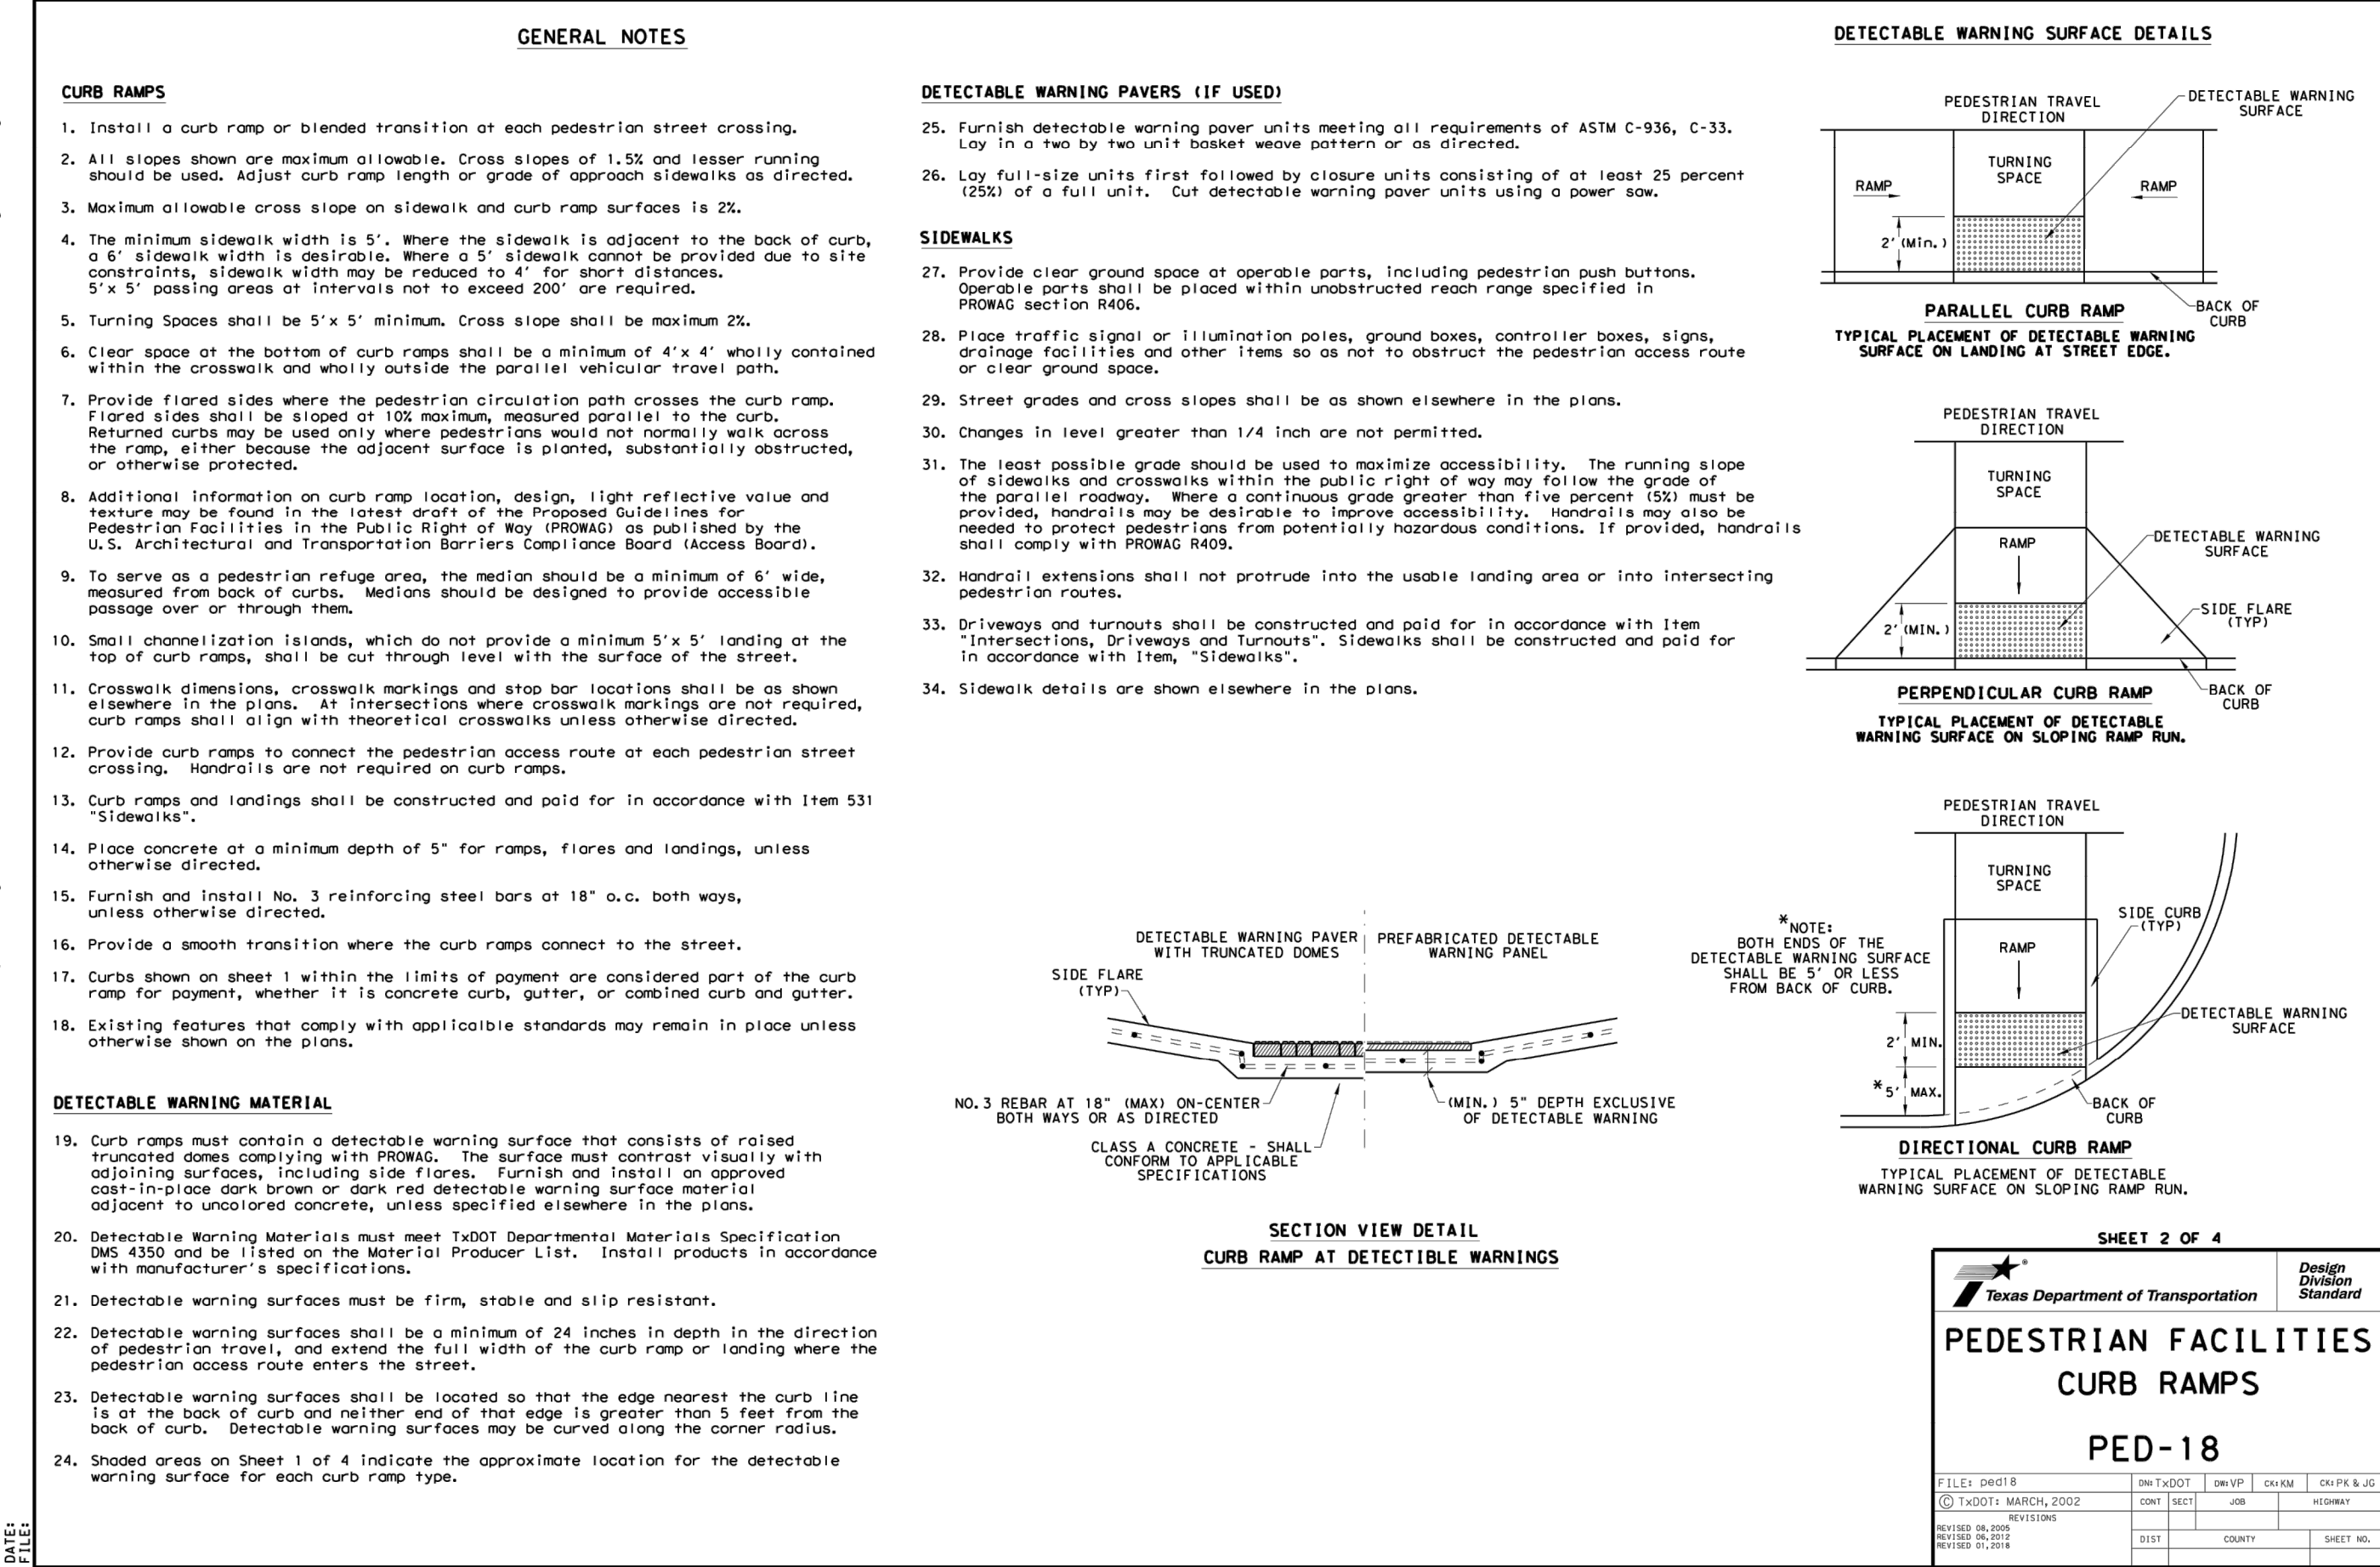 GENERAL NOTES
CURB RAMPS
1. Install a curb ramp or blended transition at each pedestrian street crossing.
2. All slopes shown are maximum allowable. Cross slopes of 1.5% and lesser running
should be used. Adjust curb ramp length or grade of approach sidewalks as directed.
3. Maximum allowable cross slope on sidewalk and curb ramp surfaces is 2%.
4. The minimum sidewalk width is 5'. Where the sidewalk is adjacent to the back of curb,
a 6' sidewalk width is desirable. Where a 5' sidewalk cannot be provided due to site
constraints, sidewalk width may be reduced to 4' for short distances.
5'x 5' passing areas at intervals not to exceed 200' are required.
5. Turning Spaces shall be 5'x 5' minimum. Cross slope shall be maximum 2%.
6. Clear space at the bottom of curb ramps shall be a minimum of 4'x 4' wholly contained
within the crosswalk and wholly outside the parallel vehicular travel path.
7. Provide flared sides where the pedestrian circulation path crosses the curb ramp.
Flared sides shall be sloped at 10% maximum, measured parallel to the curb.
Returned curbs may be used only where pedestrians would not normally walk across
the ramp, either because the adjacent surface is planted, substantially obstructed,
or otherwise protected.
8. Additional information on curb ramp location, design, light reflective value and
texture may be found in the latest draft of the Proposed Guidelines for
Pedestrian Facilities in the Public Right of Way (PROWAG) as published by the
U.S. Architectural and Transportation Barriers Compliance Board (Access Board).
9. To serve as a pedestrian refuge area, the median should be a minimum of 6' wide,
measured from back of curbs.  Medians should be designed to provide accessible
passage over or through them.
10. Small channelization islands, which do not provide a minimum 5'x 5' landing at the
top of curb ramps, shall be cut through level with the surface of the street.
11. Crosswalk dimensions, crosswalk markings and stop bar locations shall be as shown
elsewhere in the plans.  At intersections where crosswalk markings are not required,
curb ramps shall align with theoretical crosswalks unless otherwise directed.
12. Provide curb ramps to connect the pedestrian access route at each pedestrian street
crossing.  Handrails are not required on curb ramps.
13. Curb ramps and landings shall be constructed and paid for in accordance with Item 531
"Sidewalks".
14. Place concrete at a minimum depth of 5" for ramps, flares and landings, unless
otherwise directed.
15. Furnish and install No. 3 reinforcing steel bars at 18" o.c. both ways,
unless otherwise directed.
16. Provide a smooth transition where the curb ramps connect to the street.
17. Curbs shown on sheet 1 within the limits of payment are considered part of the curb
ramp for payment, whether it is concrete curb, gutter, or combined curb and gutter.
18. Existing features that comply with applicalble standards may remain in place unless
otherwise shown on the plans.
DETECTABLE WARNING MATERIAL
19. Curb ramps must contain a detectable warning surface that consists of raised
truncated domes complying with PROWAG.  The surface must contrast visually with
adjoining surfaces, including side flares.  Furnish and install an approved
cast-in-place dark brown or dark red detectable warning surface material
adjacent to uncolored concrete, unless specified elsewhere in the plans.
20. Detectable Warning Materials must meet TxDOT Departmental Materials Specification
DMS 4350 and be listed on the Material Producer List.  Install products in accordance
with manufacturer's specifications.
21. Detectable warning surfaces must be firm, stable and slip resistant.
22. Detectable warning surfaces shall be a minimum of 24 inches in depth in the direction
of pedestrian travel, and extend the full width of the curb ramp or landing where the
pedestrian access route enters the street.
23. Detectable warning surfaces shall be located so that the edge nearest the curb line
is at the back of curb and neither end of that edge is greater than 5 feet from the
back of curb.  Detectable warning surfaces may be curved along the corner radius.
24. Shaded areas on Sheet 1 of 4 indicate the approximate location for the detectable
warning surface for each curb ramp type.
DETECTABLE WARNING PAVERS (IF USED)
25. Furnish detectable warning paver units meeting all requirements of ASTM C-936, C-33.
Lay in a two by two unit basket weave pattern or as directed.
26. Lay full-size units first followed by closure units consisting of at least 25 percent
(25%) of a full unit.  Cut detectable warning paver units using a power saw.
SIDEWALKS
27. Provide clear ground space at operable parts, including pedestrian push buttons.
Operable parts shall be placed within unobstructed reach range specified in
PROWAG section R406.
28. Place traffic signal or illumination poles, ground boxes, controller boxes, signs,
drainage facilities and other items so as not to obstruct the pedestrian access route
or clear ground space.
29. Street grades and cross slopes shall be as shown elsewhere in the plans.
30. Changes in level greater than 1/4 inch are not permitted.
31. The least possible grade should be used to maximize accessibility.  The running slope
of sidewalks and crosswalks within the public right of way may follow the grade of
the parallel roadway.  Where a continuous grade greater than five percent (5%) must be
provided, handrails may be desirable to improve accessibility.  Handrails may also be
needed to protect pedestrians from potentially hazardous conditions. If provided, handrails
shall comply with PROWAG R409.
32. Handrail extensions shall not protrude into the usable landing area or into intersecting
pedestrian routes.
33. Driveways and turnouts shall be constructed and paid for in accordance with Item
"Intersections, Driveways and Turnouts". Sidewalks shall be constructed and paid for
in accordance with Item, "Sidewalks".
34. Sidewalk details are shown elsewhere in the plans.
DETECTABLE WARNING PAVER
WITH TRUNCATED DOMES
PREFABRICATED DETECTABLE
WARNING PANEL
SIDE FLARE
(TYP)
NO.3 REBAR AT 18" (MAX) ON-CENTER
BOTH WAYS OR AS DIRECTED
(MIN.) 5" DEPTH EXCLUSIVE
OF DETECTABLE WARNING
CLASS A CONCRETE - SHALL
CONFORM TO APPLICABLE
SPECIFICATIONS
SECTION VIEW DETAIL
CURB RAMP AT DETECTIBLE WARNINGS
DETECTABLE WARNING SURFACE DETAILS
PEDESTRIAN TRAVEL
DIRECTION
DETECTABLE WARNING
SURFACE
TURNING
SPACE
RAMP
RAMP
2'(Min.)
BACK OF
CURB
PARALLEL CURB RAMP
TYPICAL PLACEMENT OF DETECTABLE WARNING
SURFACE ON LANDING AT STREET EDGE.
PEDESTRIAN TRAVEL
DIRECTION
TURNING
SPACE
RAMP
DETECTABLE WARNING
SURFACE
SIDE FLARE
(TYP)
2'(MIN.)
BACK OF
CURB
PERPENDICULAR CURB RAMP
TYPICAL PLACEMENT OF DETECTABLE
WARNING SURFACE ON SLOPING RAMP RUN.
PEDESTRIAN TRAVEL
DIRECTION
TURNING
SPACE
SIDE CURB
(TYP)
*NOTE:
BOTH ENDS OF THE
DETECTABLE WARNING SURFACE
SHALL BE 5' OR LESS
FROM BACK OF CURB.
RAMP
DETECTABLE WARNING
SURFACE
2' MIN.
*5' MAX.
BACK OF
CURB
DIRECTIONAL CURB RAMP
TYPICAL PLACEMENT OF DETECTABLE
WARNING SURFACE ON SLOPING RAMP RUN.
SHEET 2 OF 4
®
Texas Department of Transportation
Design
Division
Standard
PEDESTRIAN FACILITIES
CURB RAMPS
PED-18
FILE: ped18 DN: TxDOT DW: VP CK: KM CK: PK & JG
© TxDOT: MARCH, 2002 CONT SECT JOB HIGHWAY
REVISIONS
REVISED 08,2005
REVISED 06,2012
REVISED 01,2018
DIST COUNTY SHEET NO.
DATE:
FILE: